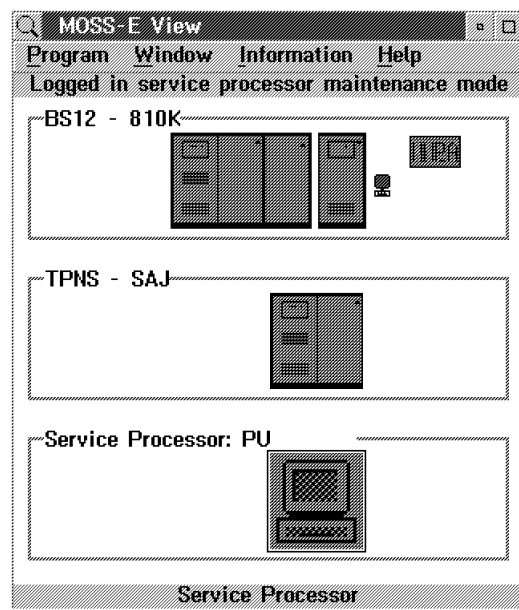 MOSS-E View
Program Window Information Help
Logged in service processor maintenance mode
BS12 - 810K
TPNS - SAJ
Service Processor: PU
Service Processor